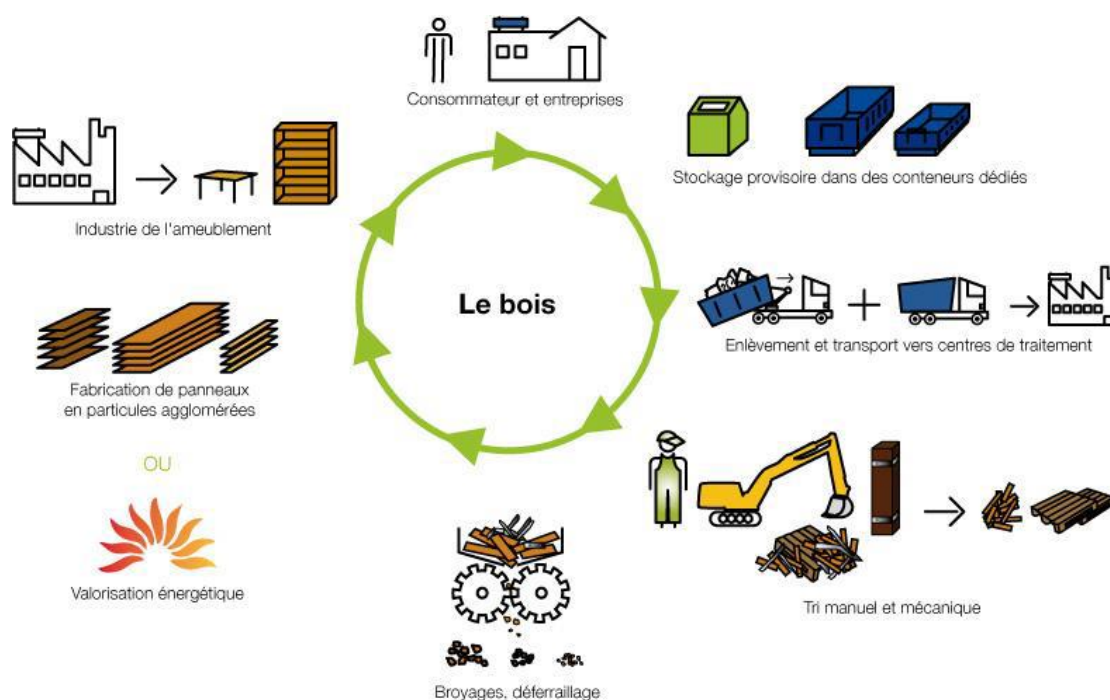 Consommateur et entreprises
Stockage provisoire dans des conteneurs dédiés
Enlèvement et transport vers centres de traitement
Tri manuel et mécanique
Broyages, déferraillage
Valorisation énergétique
OU
Fabrication de panneaux
en particules agglomérées
Industrie de l'ameublement
Le bois